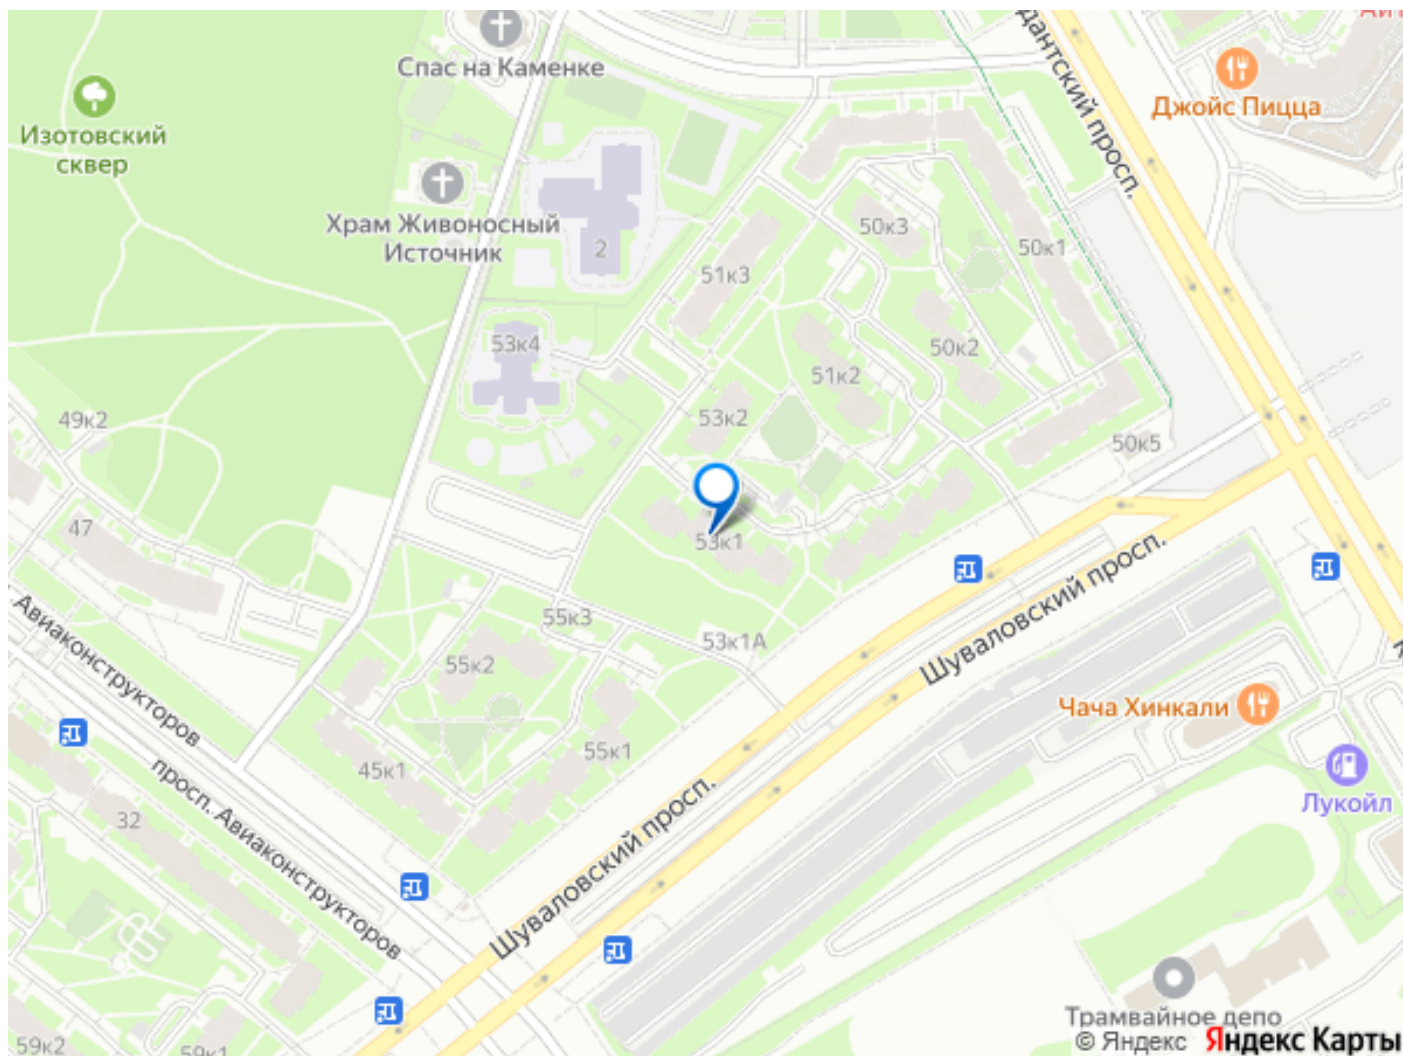 Спас на Каменке
дантский просп.
Джойс Пицца
Изотовский
сквер
Храм Живоносный
Источник
2
50к3
50к1
51к3
53к4
50к2
51к2
49к2
53к2
50к5
47
53к1
Шуваловский просп.
Авиаконструкторов
55к3
53к1А
55к2
Чача Хинкали
55к1
45к1
Лукойл
32
просп. Авиаконструкторов
Шуваловский просп.
Трамвайное депо
59к2
59к1
© Яндекс Яндекс Карты